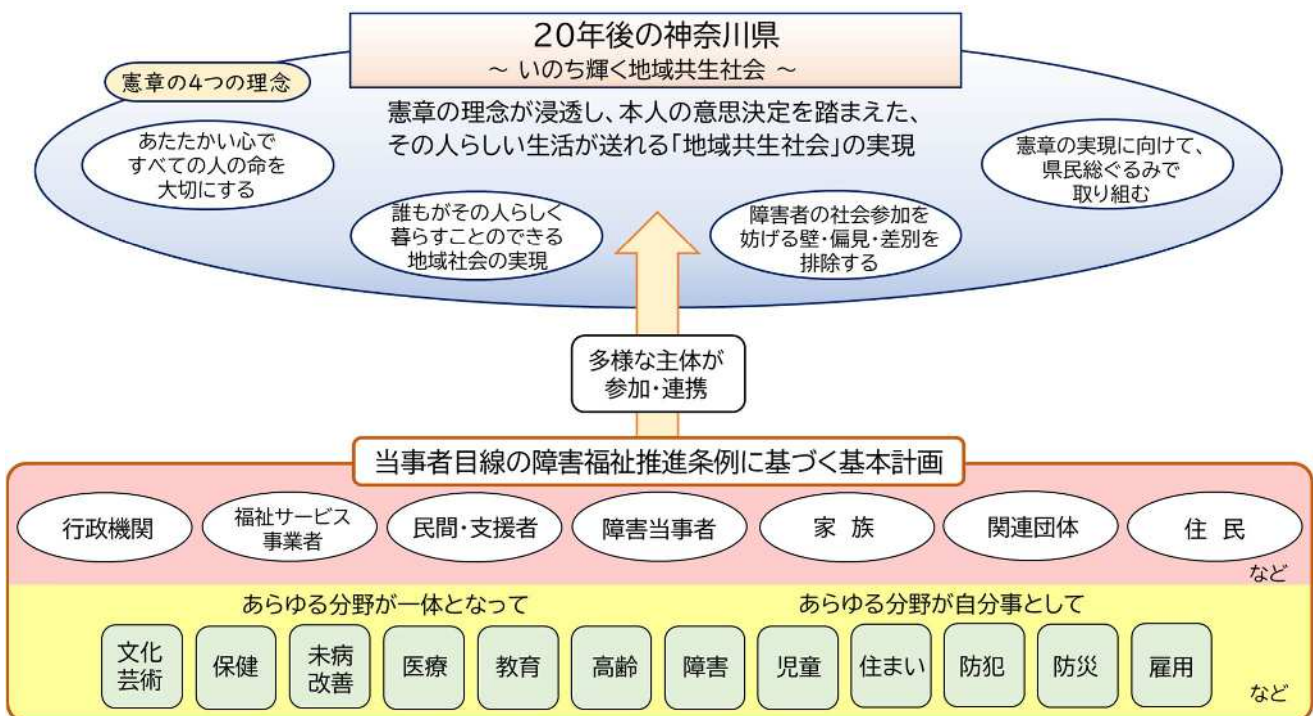 20年後の神奈川県
～ いのち輝く地域共生社会 ～
憲章の4つの理念
憲章の理念が浸透し、本人の意思決定を踏まえた、
その人らしい生活が送れる「地域共生社会」の実現
あたたかい心で
すべての人の命を
大切にする
誰もがその人らしく
暮らすことのできる
地域社会の実現
障害者の社会参加を
妨げる壁・偏見・差別を
排除する
憲章の実現に向けて、
県民総ぐるみで
取り組む
多様な主体が
参加・連携
当事者目線の障害福祉推進条例に基づく基本計画
行政機関
福祉サービス
事業者
民間・支援者
障害当事者
家 族
関連団体
住 民
など
あらゆる分野が一体となって
あらゆる分野が自分事として
文化
芸術
保健
未病
改善
医療
教育
高齢
障害
児童
住まい
防犯
防災
雇用
など